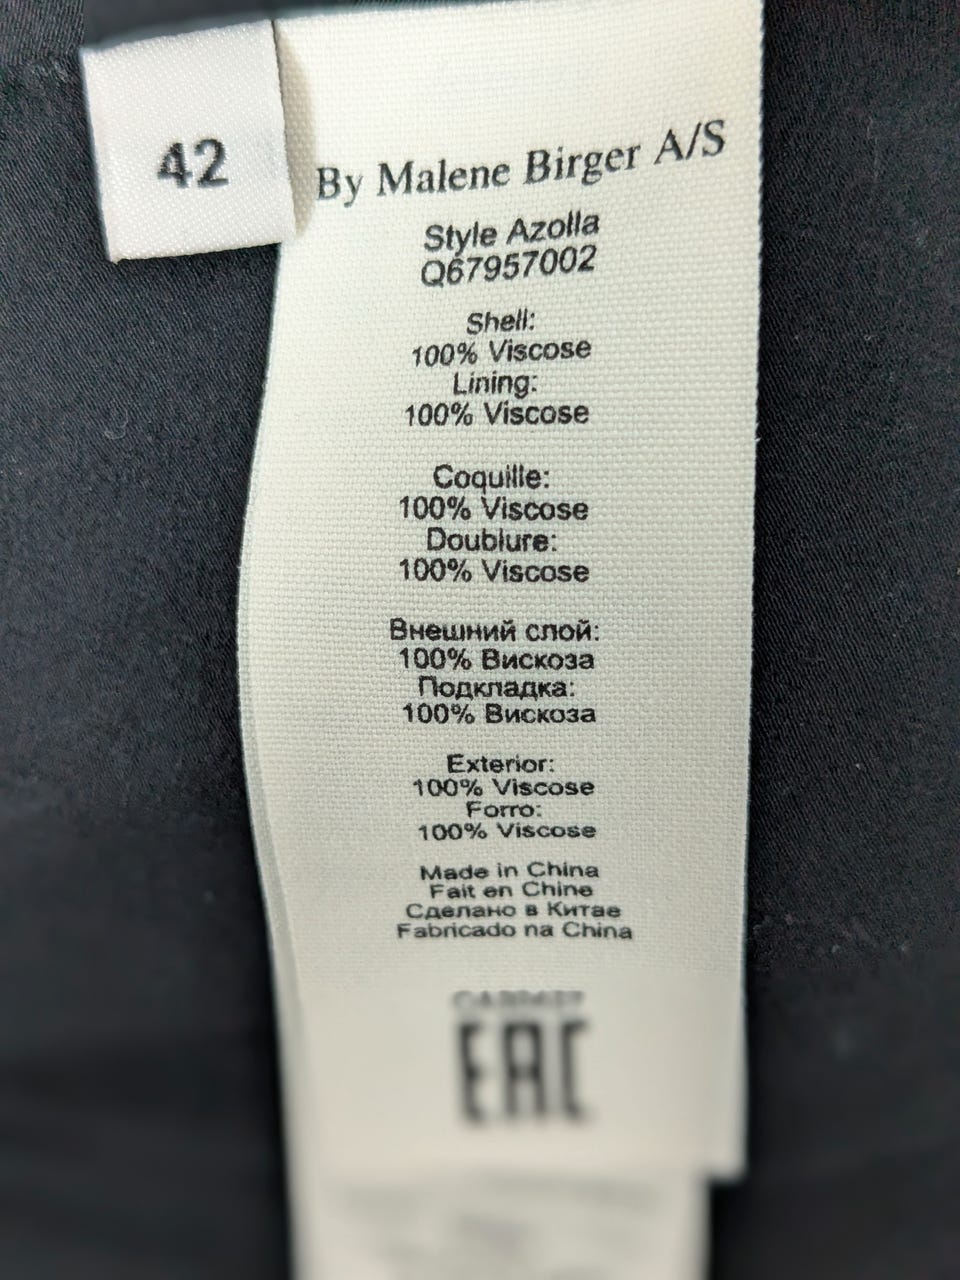 42
By Malene Birger A/S
Style Azolla
Q67957002
Shell:
100% Viscose
Lining:
100% Viscose
Coquille:
100% Viscose
Doublure:
100% Viscose
Внешний слой:
100% Вискоза
Подкладка:
100% Вискоза
Exterior:
100% Viscose
Forro:
100% Viscose
Made in China
Fait en Chine
Сделано в Китае
Fabricado na China
EAC